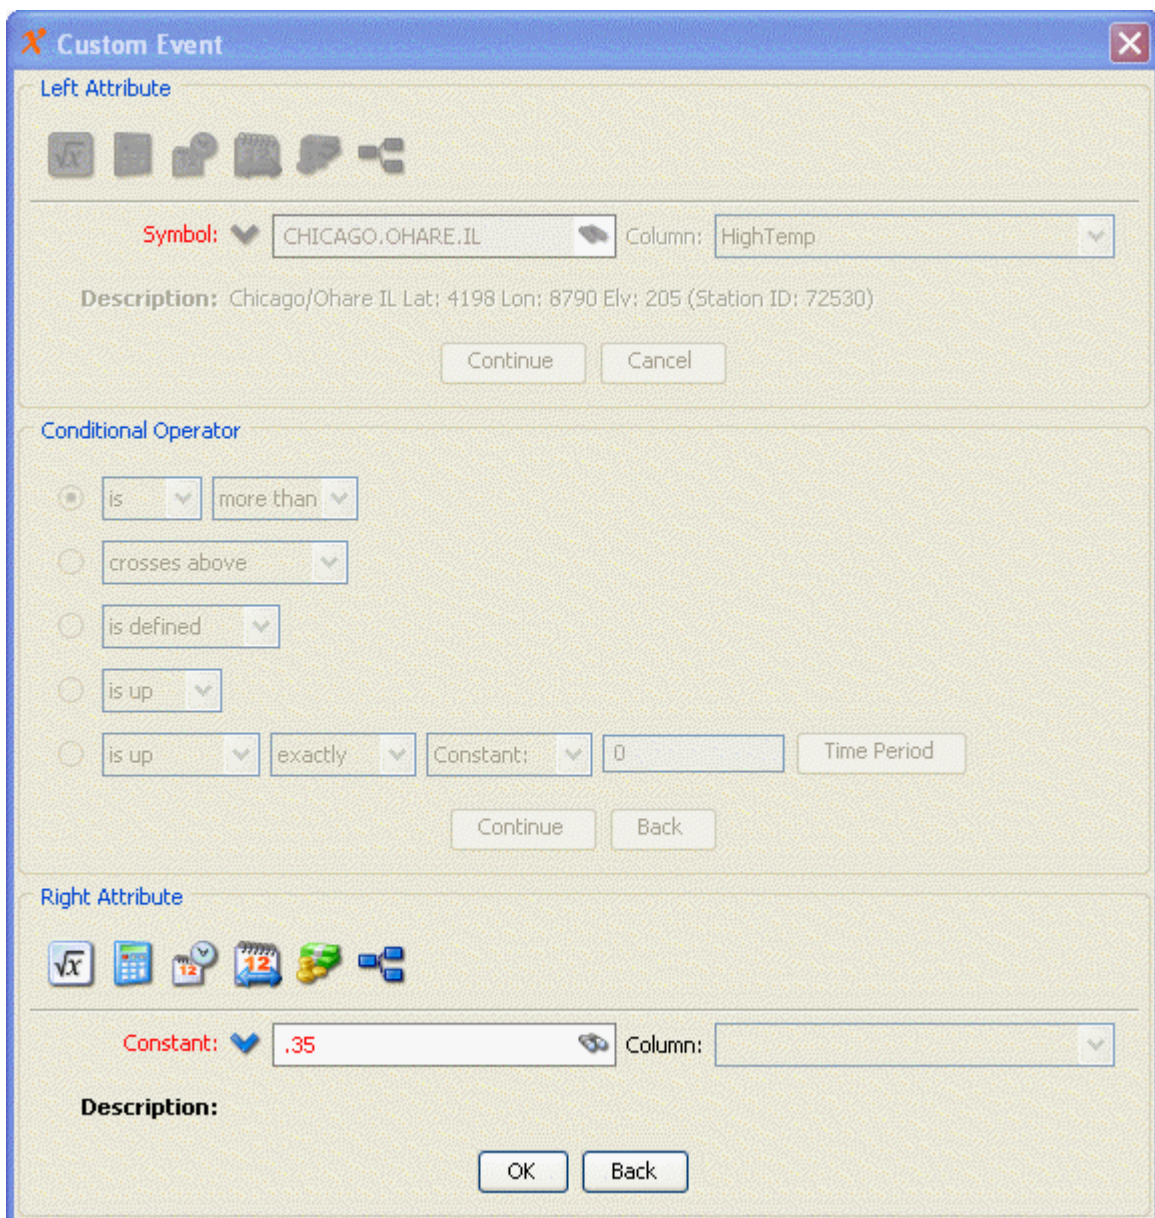 Custom Event
Left Attribute
Symbol: CHICAGO.OHARE.IL Column: HighTemp
Description: Chicago/Ohare IL Lat: 4198 Lon: 8790 Elv: 205 (Station ID: 72530)
Continue Cancel
Conditional Operator
is more than
crosses above
is defined
is up
is up exactly Constant: 0 Time Period
Continue Back
Right Attribute
√x 12 12
Constant: .35 Column:
Description:
OK Back